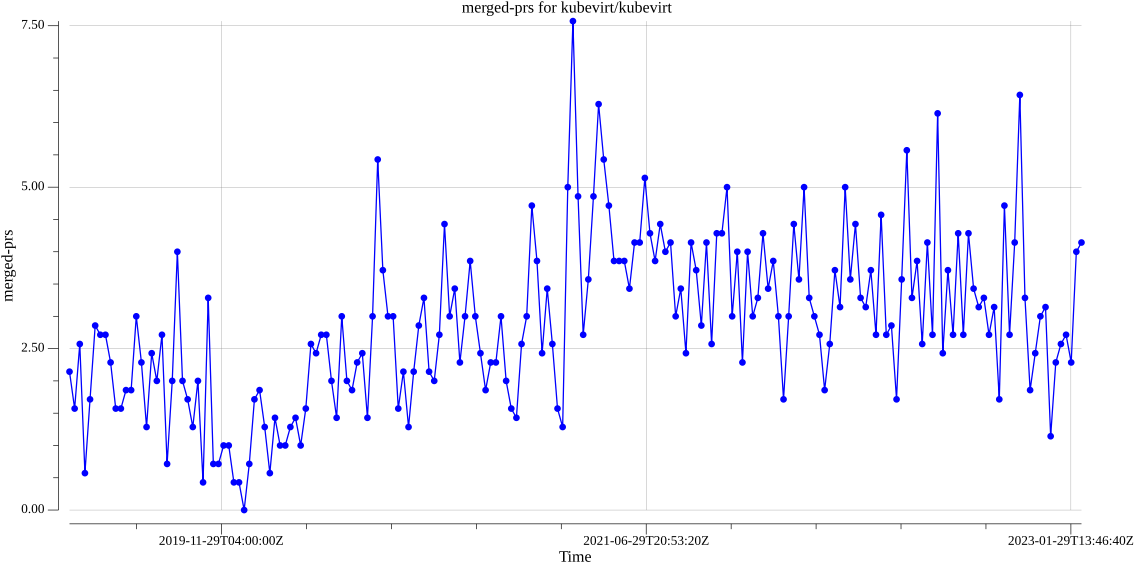 merged-prs for kubevirt/kubevirt
7.50
5.00
2.50
0.00
merged-prs
2019-11-29T04:00:00Z
2021-06-29T20:53:20Z
2023-01-29T13:46:40Z
Time